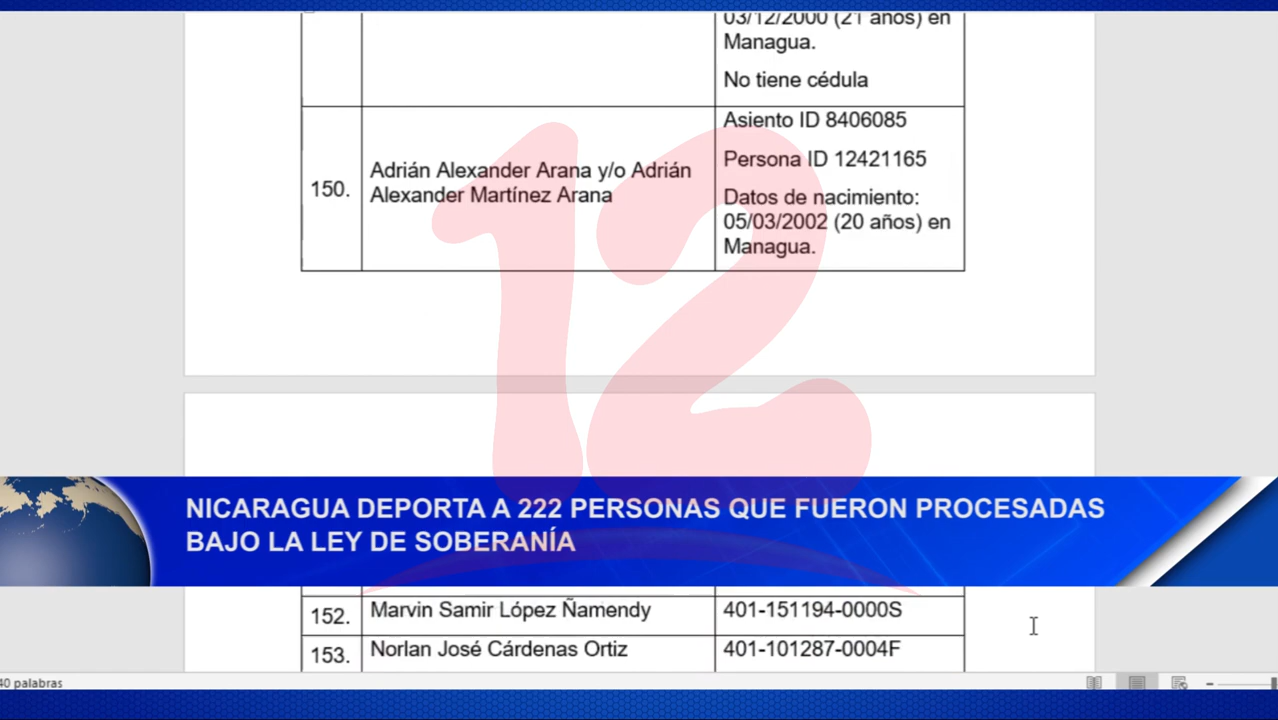 03/12/2000 (21 años) en
Managua.
No tiene cédula
150.
Adrián Alexander Arana y/o Adrián
Alexander Martínez Arana
Asiento ID 8406085
Persona ID 12421165
Datos de nacimiento:
05/03/2002 (20 años) en
Managua.
12
NICARAGUA DEPORTA A 222 PERSONAS QUE FUERON PROCESADAS
BAJO LA LEY DE SOBERANÍA
152.
Marvin Samir López Ñamendy
401-151194-0000S
153.
Norlan José Cárdenas Ortiz
401-101287-0004F
40 palabras